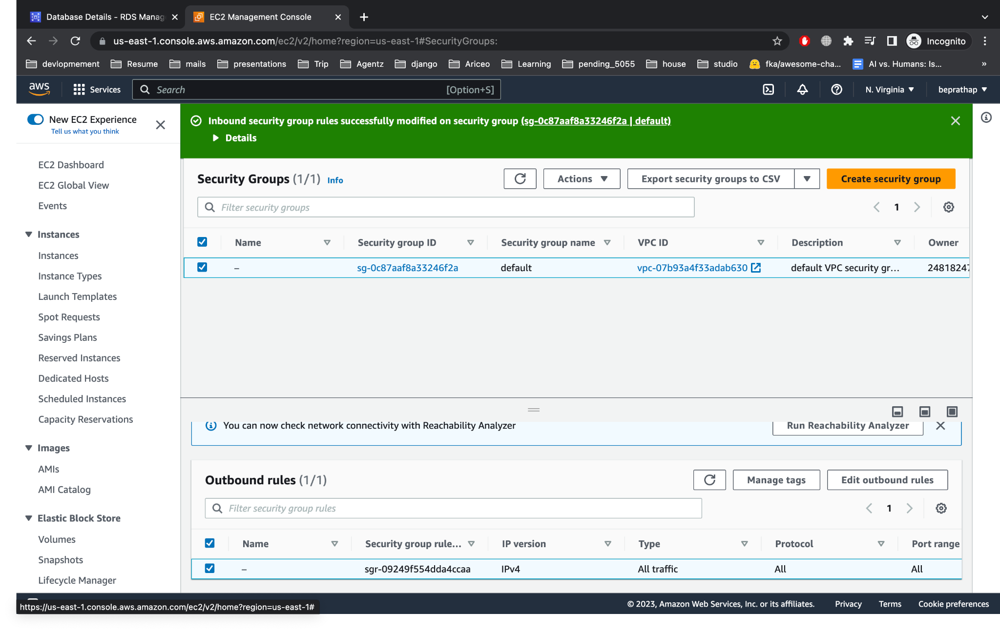 Database Details - RDS Manag
EC2 Management Console
us-east-1.console.aws.amazon.com/ec2/v2/home?region=us-east-1#SecurityGroups:
Incognito
devlopmement
Resume
mails
presentations
Trip
Agentz
django
Ariceo
Learning
pending_5055
house
studio
fka/awesome-cha...
AI vs. Humans: Is...
»
aws
Services
Search
[Option+S]
N. Virginia
beprathap
New EC2 Experience
Tell us what you think
EC2 Dashboard
EC2 Global View
Events
Instances
Instances
Instance Types
Launch Templates
Spot Requests
Savings Plans
Reserved Instances
Dedicated Hosts
Scheduled Instances
Capacity Reservations
Images
AMIs
AMI Catalog
Elastic Block Store
Volumes
Snapshots
Lifecycle Manager
Inbound security group rules successfully modified on security group (sg-0c87aaf8a33246f2a | default)
Details
Security Groups (1/1) Info
Actions
Export security groups to CSV
Create security group
Filter security groups
1
Name Security group ID Security group name VPC ID Description Owner
– sg-0c87aaf8a33246f2a default vpc-07b93a4f33adab630 default VPC security gr... 24818247
You can now check network connectivity with Reachability Analyzer
Run Reachability Analyzer
Outbound rules (1/1)
Manage tags
Edit outbound rules
Filter security group rules
1
Name Security group rule... IP version Type Protocol Port range
– sgr-09249f554dda4ccaa IPv4 All traffic All All
https://us-east-1.console.aws.amazon.com/ec2/v2/home?region=us-east-1#
© 2023, Amazon Web Services, Inc. or its affiliates.
Privacy
Terms
Cookie preferences